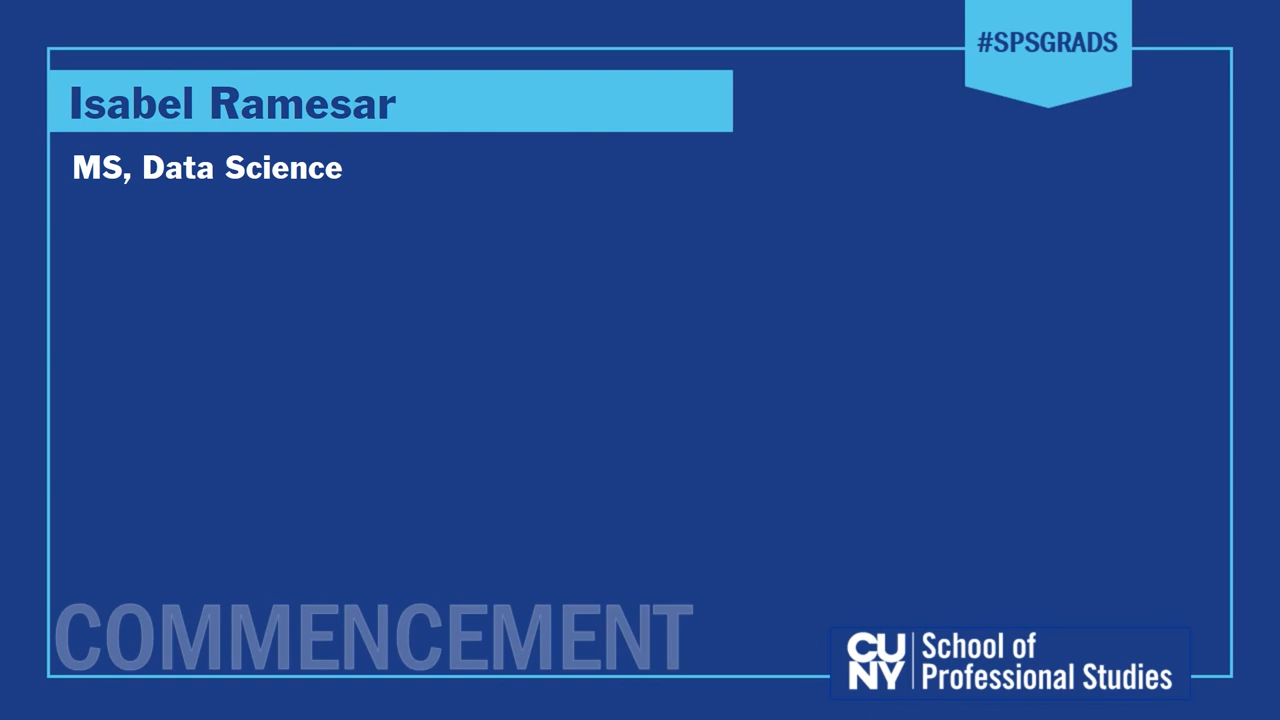 #SPSGRADS
Isabel Ramesar
MS, Data Science
COMMENCEMENT
CU
NY
School of
Professional Studies